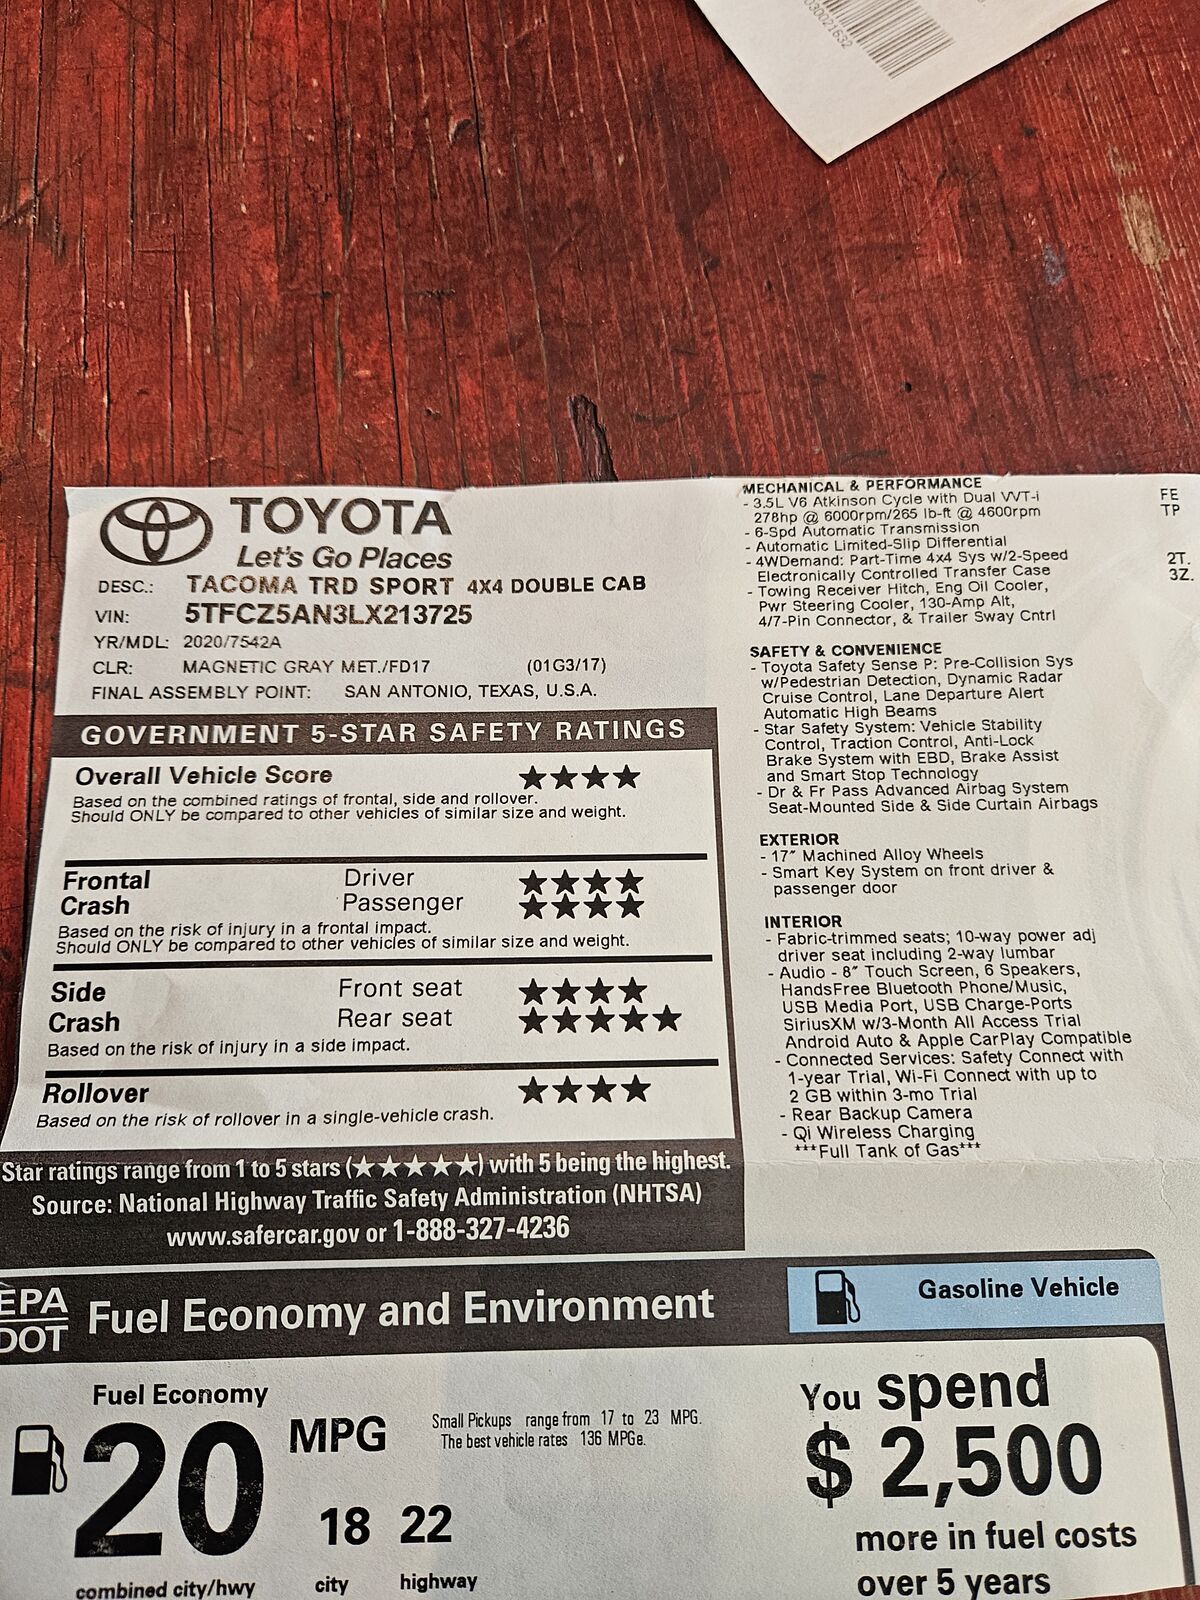 030021632
TOYOTA
Let's Go Places
DESC.: TACOMA TRD SPORT 4X4 DOUBLE CAB
VIN: 5TFCZ5AN3LX213725
YR/MDL: 2020/7542A
CLR: MAGNETIC GRAY MET./FD17 (01G3/17)
FINAL ASSEMBLY POINT: SAN ANTONIO, TEXAS, U.S.A.
GOVERNMENT 5-STAR SAFETY RATINGS
Overall Vehicle Score ★★★★
Based on the combined ratings of frontal, side and rollover.
Should ONLY be compared to other vehicles of similar size and weight.
Frontal Driver ★★★★
Crash Passenger ★★★★
Based on the risk of injury in a frontal impact.
Should ONLY be compared to other vehicles of similar size and weight.
Side Front seat ★★★★
Crash Rear seat ★★★★★
Based on the risk of injury in a side impact.
Rollover ★★★★
Based on the risk of rollover in a single-vehicle crash.
Star ratings range from 1 to 5 stars (★★★★★) with 5 being the highest.
Source: National Highway Traffic Safety Administration (NHTSA)
www.safercar.gov or 1-888-327-4236
MECHANICAL & PERFORMANCE
- 3.5L V6 Atkinson Cycle with Dual VVT-i
278hp @ 6000rpm/265 lb-ft @ 4600rpm
- 6-Spd Automatic Transmission
- Automatic Limited-Slip Differential
- 4WDemand: Part-Time 4x4 Sys w/2-Speed
Electronically Controlled Transfer Case
- Towing Receiver Hitch, Eng Oil Cooler,
Pwr Steering Cooler, 130-Amp Alt,
4/7-Pin Connector, & Trailer Sway Cntrl
SAFETY & CONVENIENCE
- Toyota Safety Sense P: Pre-Collision Sys
w/Pedestrian Detection, Dynamic Radar
Cruise Control, Lane Departure Alert
Automatic High Beams
- Star Safety System: Vehicle Stability
Control, Traction Control, Anti-Lock
Brake System with EBD, Brake Assist
and Smart Stop Technology
- Dr & Fr Pass Advanced Airbag System
Seat-Mounted Side & Side Curtain Airbags
EXTERIOR
- 17" Machined Alloy Wheels
- Smart Key System on front driver &
passenger door
INTERIOR
- Fabric-trimmed seats; 10-way power adj
driver seat including 2-way lumbar
- Audio - 8" Touch Screen, 6 Speakers,
HandsFree Bluetooth Phone/Music,
USB Media Port, USB Charge-Ports
SiriusXM w/3-Month All Access Trial
Android Auto & Apple CarPlay Compatible
- Connected Services: Safety Connect with
1-year Trial, Wi-Fi Connect with up to
2 GB within 3-mo Trial
- Rear Backup Camera
- Qi Wireless Charging
***Full Tank of Gas***
FE
TP
2T.
3Z.
EPA
DOT
Fuel Economy and Environment
Gasoline Vehicle
Fuel Economy
20 MPG
combined city/hwy
18
city
22
highway
Small Pickups range from 17 to 23 MPG.
The best vehicle rates 136 MPGe.
You spend
$ 2,500
more in fuel costs
over 5 years